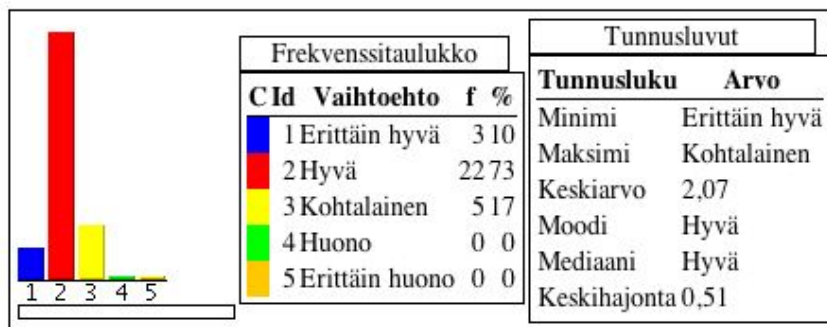 1 2 3 4 5
Frekvenssitaulukko
C Id Vaihtoehto f %
1 Erittäin hyvä 3 10
2 Hyvä 22 73
3 Kohtalainen 5 17
4 Huono 0 0
5 Erittäin huono 0 0
Tunnusluvut
Tunnusluku Arvo
Minimi Erittäin hyvä
Maksimi Kohtalainen
Keskiarvo 2,07
Moodi Hyvä
Mediaani Hyvä
Keskihajonta 0,51